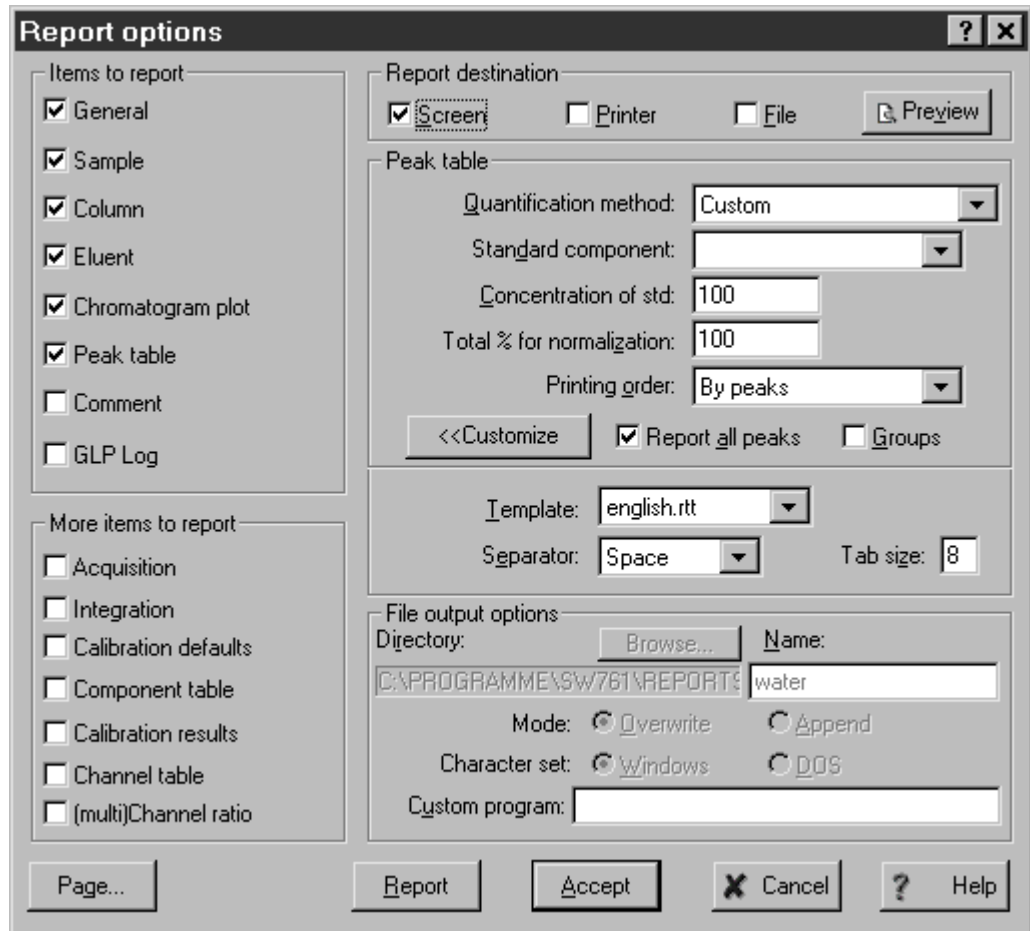 Report options
Items to report
General
Sample
Column
Eluent
Chromatogram plot
Peak table
Comment
GLP Log
More items to report
Acquisition
Integration
Calibration defaults
Component table
Calibration results
Channel table
(multi)Channel ratio
Report destination
Screen Printer File Preview
Peak table
Quantification method: Custom
Standard component:
Concentration of std: 100
Total % for normalization: 100
Printing order: By peaks
<<Customize Report all peaks Groups
Template: english.rtt
Separator: Space Tab size: 8
File output options
Directory: Browse... Name:
C:\PROGRAMME\SW761\REPORTS water
Mode: Overwrite Append
Character set: Windows DOS
Custom program:
Page... Report Accept Cancel ? Help